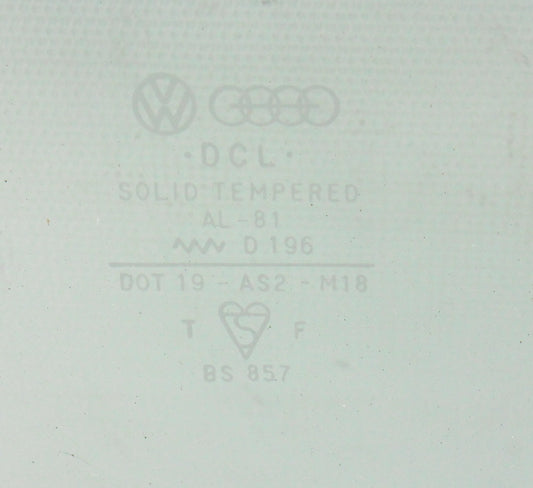 ·DCL·
SOLID TEMPERED
AL-81
D 196
DOT 19 - AS2 - M18
T F
BS 857